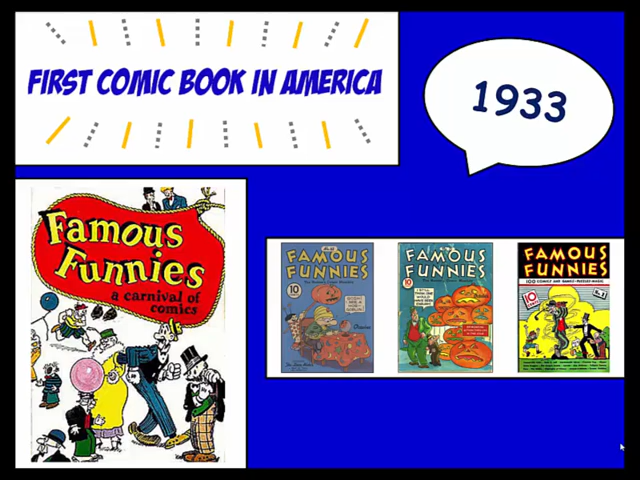 FIRST COMIC BOOK IN AMERICA
1933
Famous
Funnies
a carnival of
comics
FAMOUS
FUNNIES
10
FAMOUS
FUNNIES
10
FAMOUS
FUNNIES
100 COMICS AND GAMES-PUZZLES-MAGIC
10